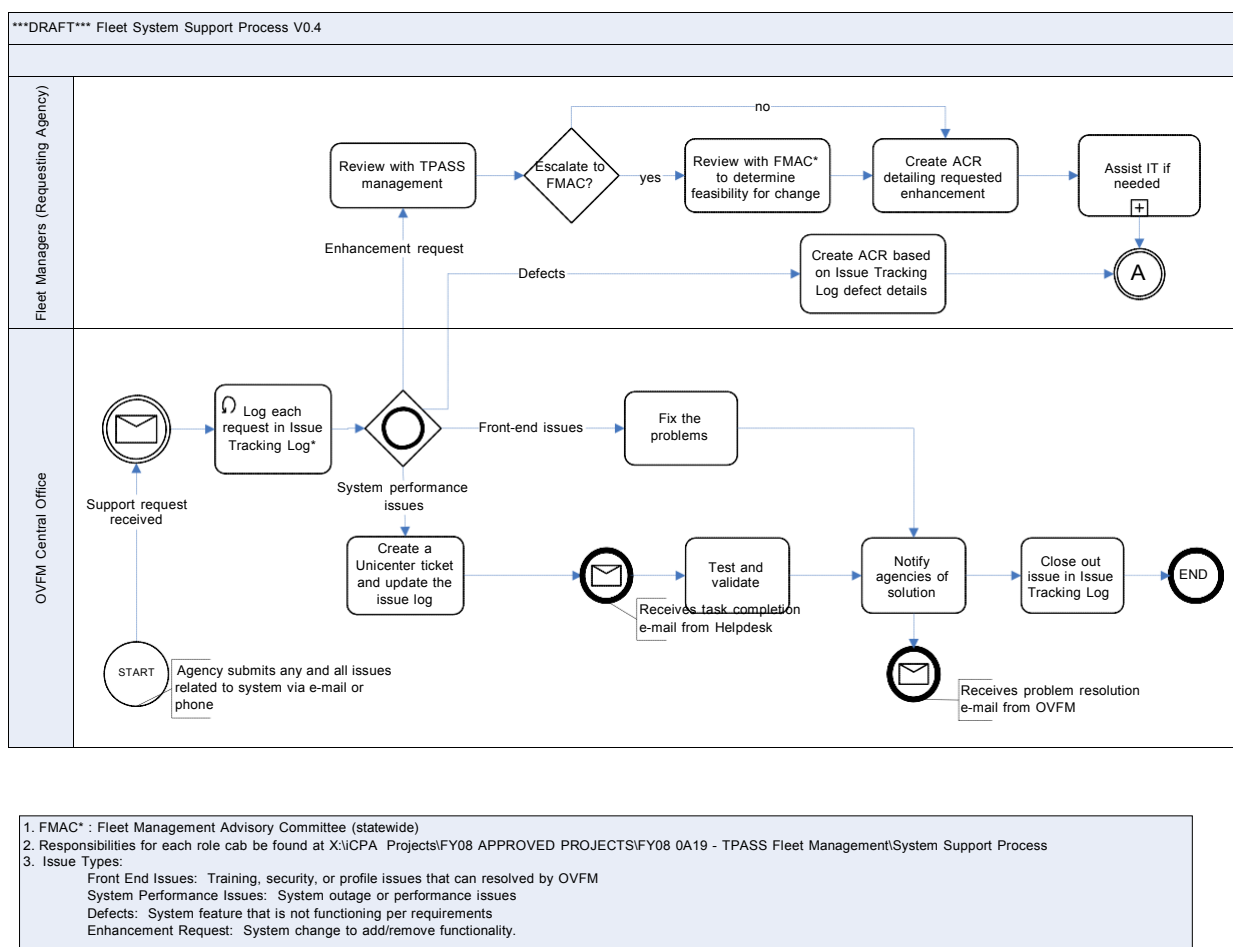 ***DRAFT*** Fleet System Support Process V0.4
Fleet Managers (Requesting Agency)
no
Review with TPASS
management
Escalate to
FMAC?
yes
Review with FMAC*
to determine
feasibility for change
Create ACR
detailing requested
enhancement
Assist IT if
needed
+
Enhancement request
Defects
Create ACR based
on Issue Tracking
Log defect details
A
OVFM Central Office
Log each
request in Issue
Tracking Log*
Front-end issues
Fix the
problems
System performance
issues
Support request
received
Create a
Unicenter ticket
and update the
issue log
Test and
validate
Notify
agencies of
solution
Close out
issue in Issue
Tracking Log
END
Receives task completion
e-mail from Helpdesk
START
Agency submits any and all issues
related to system via e-mail or
phone
Receives problem resolution
e-mail from OVFM
1. FMAC* : Fleet Management Advisory Committee (statewide)
2. Responsibilities for each role cab be found at X:\iCPA Projects\FY08 APPROVED PROJECTS\FY08 0A19 - TPASS Fleet Management\System Support Process
3. Issue Types:
Front End Issues: Training, security, or profile issues that can resolved by OVFM
System Performance Issues: System outage or performance issues
Defects: System feature that is not functioning per requirements
Enhancement Request: System change to add/remove functionality.